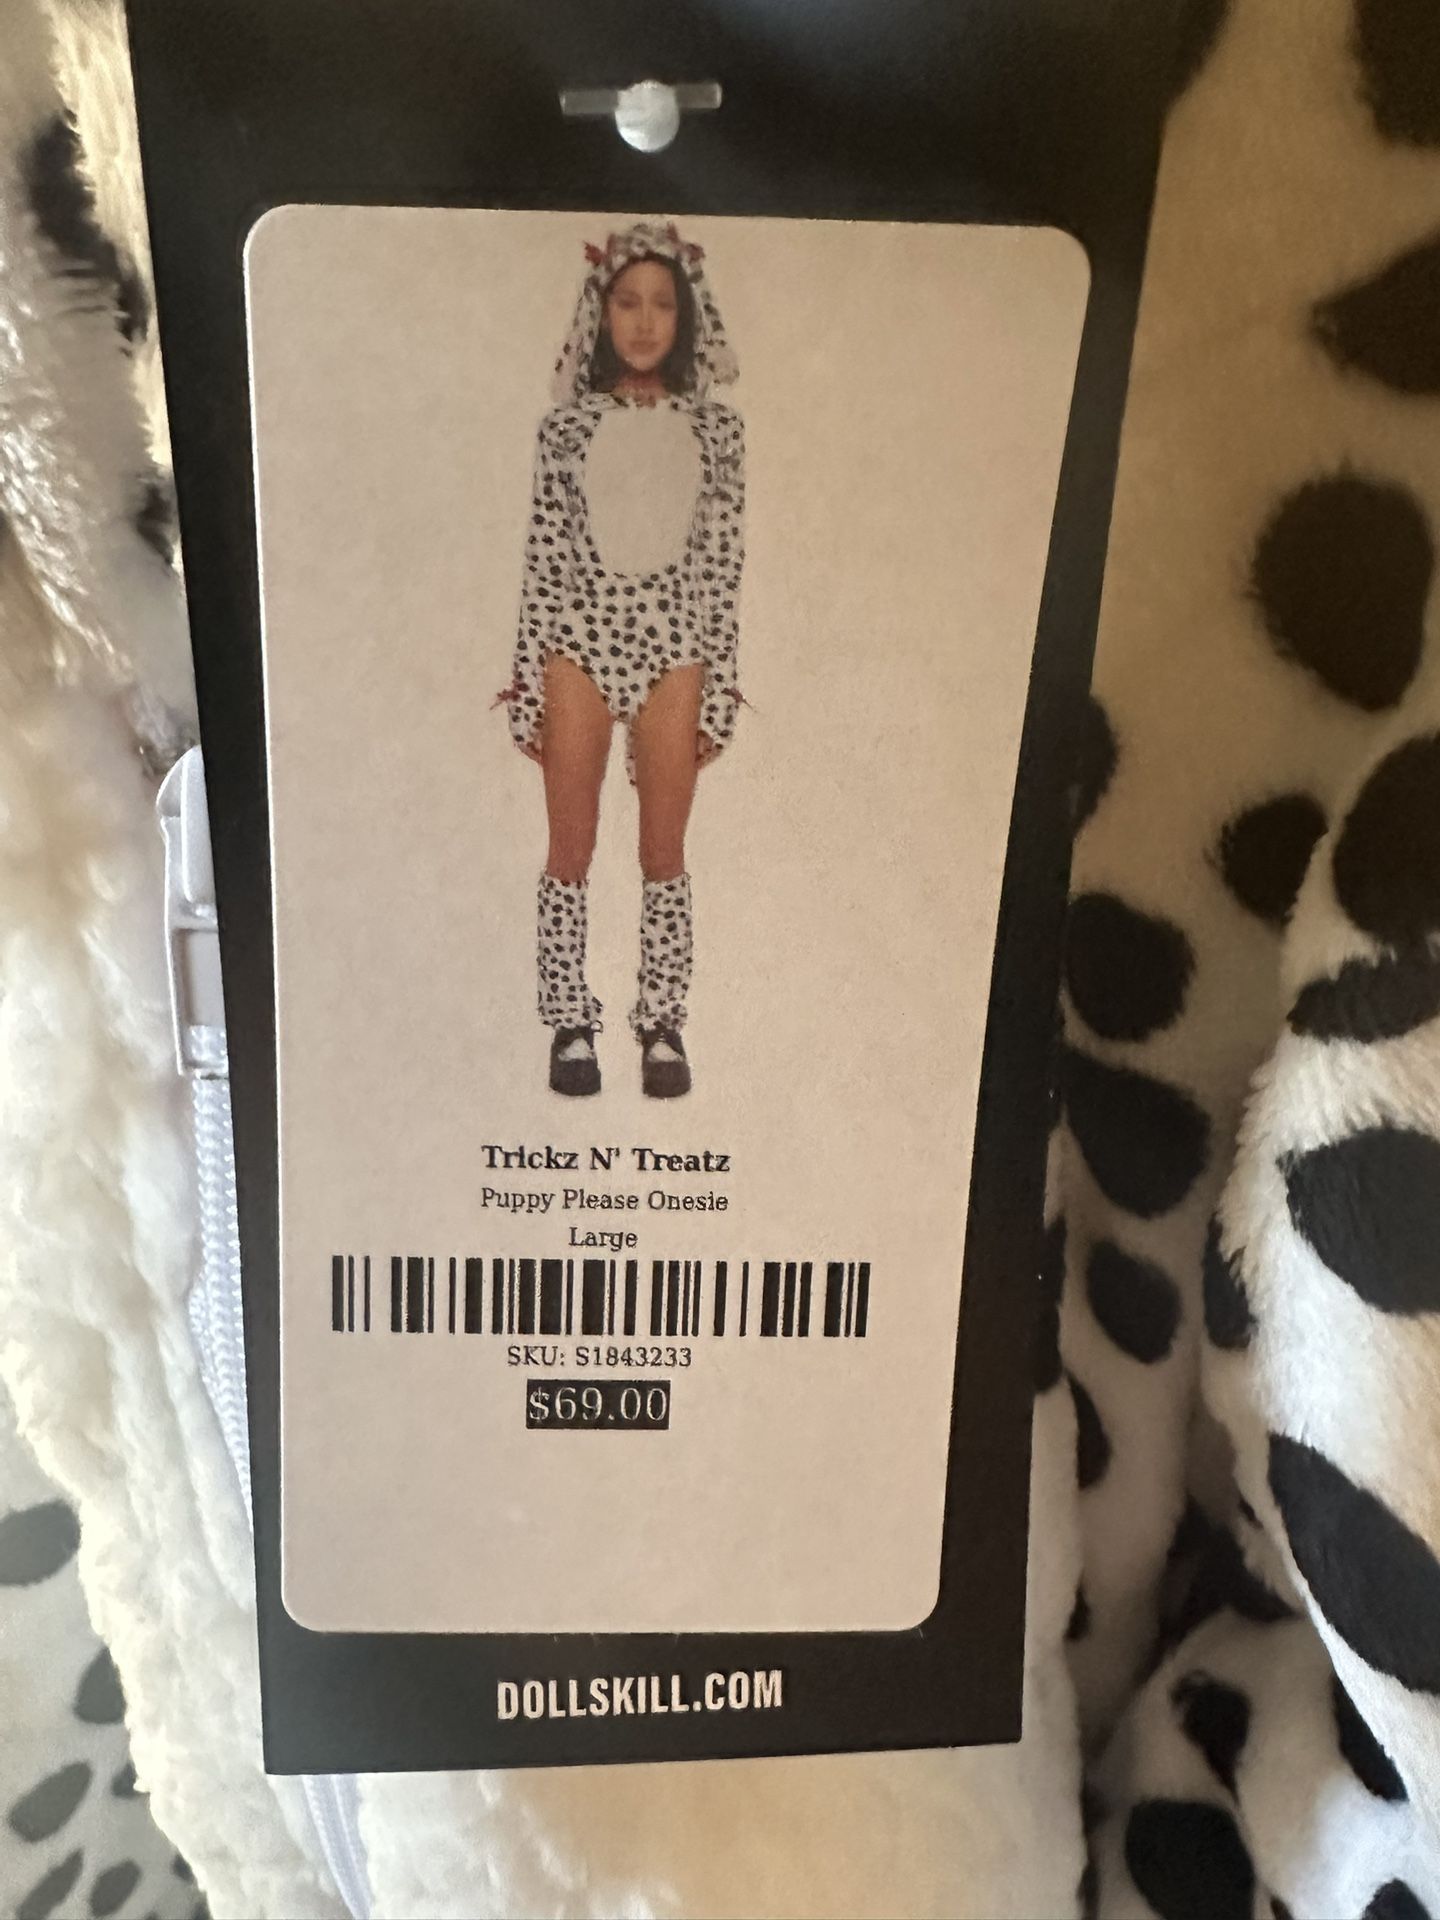 Trickz N' Treatz
Puppy Please Onesie
Large
SKU: S1843233
$69.00
DOLLSKILL.COM